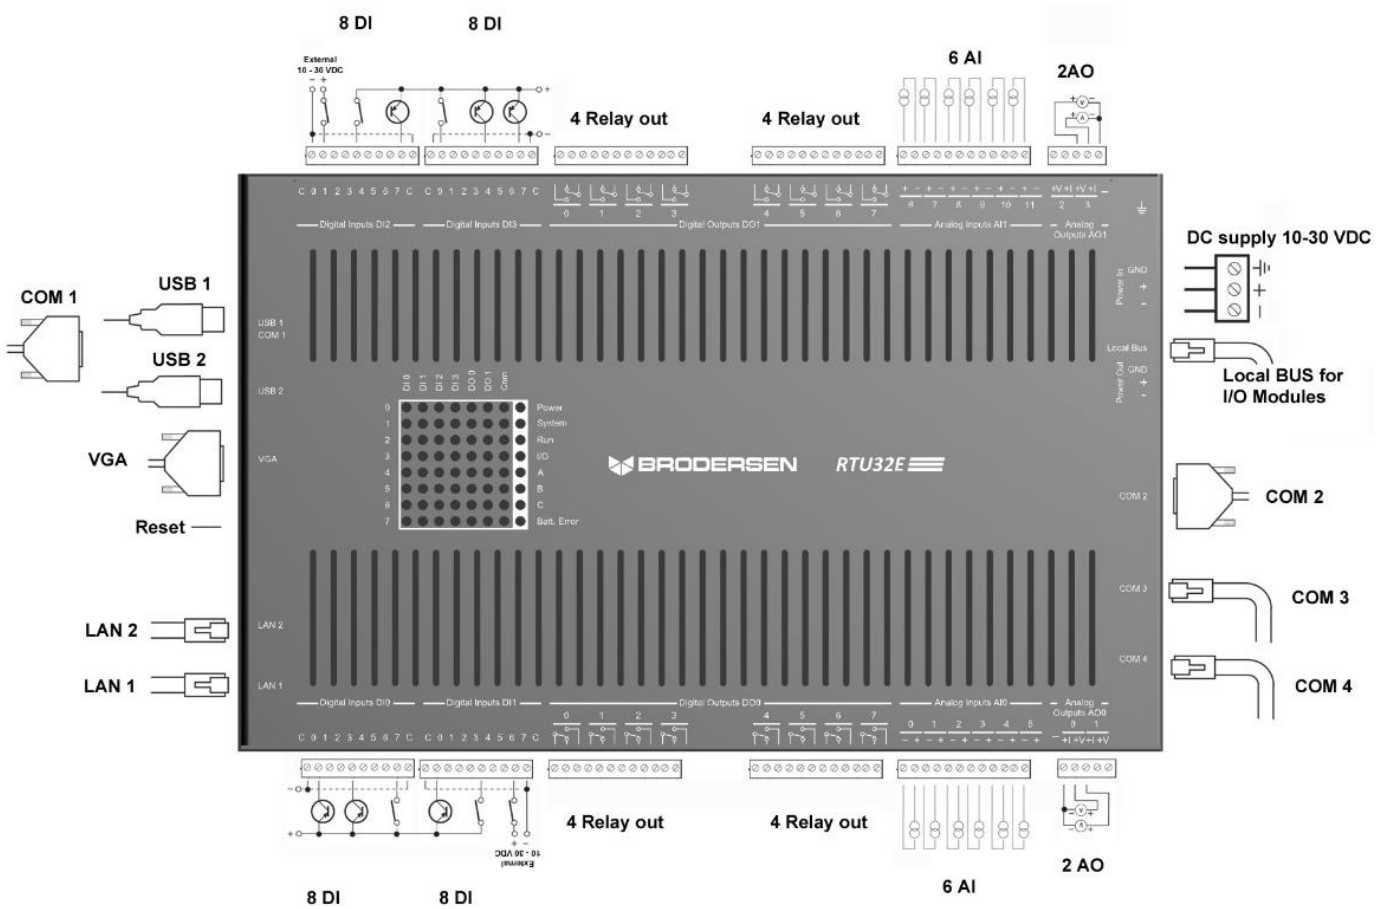 8 DI
8 DI
External
10 - 30 VDC
- +
+
-
4 Relay out
4 Relay out
6 AI
2AO
+ V -
+ A -
C 0 1 2 3 4 5 6 7 C
C 0 1 2 3 4 5 6 7 C
0 1 2 3
4 5 6 7
+ - + - + - + - + - + -
6 7 8 9 10 11
+V +I +V +I -
2 3
Digital Inputs DI2
Digital Inputs DI3
Digital Outputs DO1
Analog Inputs AI1
Analog
Outputs AO1
DC supply 10-30 VDC
+
-
Power In
GND
+
-
COM 1
USB 1
USB 2
VGA
Reset
LAN 2
LAN 1
USB 1
COM 1
USB 2
VGA
LAN 2
LAN 1
Local Bus
Power Out
GND
+
-
Local BUS for
I/O Modules
DI 0 DI 1 DI 2 DI 3 DO 0 DO 1 Com
0 Power
1 System
2 Run
3 I/O
4 A
5 B
6 C
7 Batt. Error
BRODERSEN
RTU32E
COM 2
COM 2
COM 3
COM 3
COM 4
COM 4
Digital Inputs DI0
Digital Inputs DI1
Digital Outputs DO0
Analog Inputs AI0
Analog
Outputs AO0
C 0 1 2 3 4 5 6 7 C
C 0 1 2 3 4 5 6 7 C
0 1 2 3
4 5 6 7
0 1 2 3 4 5
- + - + - + - + - + - +
0 1
- +I +V +I +V
-
+
+ -
10 - 30 VDC
External
4 Relay out
4 Relay out
- V +
- A +
8 DI
8 DI
6 AI
2 AO